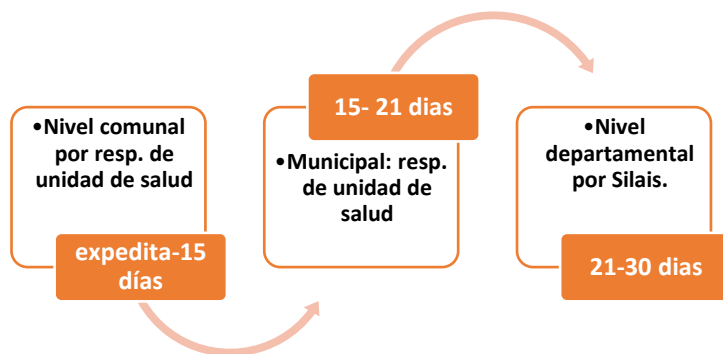 •Nivel comunal
por resp. de
unidad de salud
expedita-15
días
15- 21 dias
•Municipal: resp.
de unidad de
salud
•Nivel
departamental
por Silais.
21-30 dias